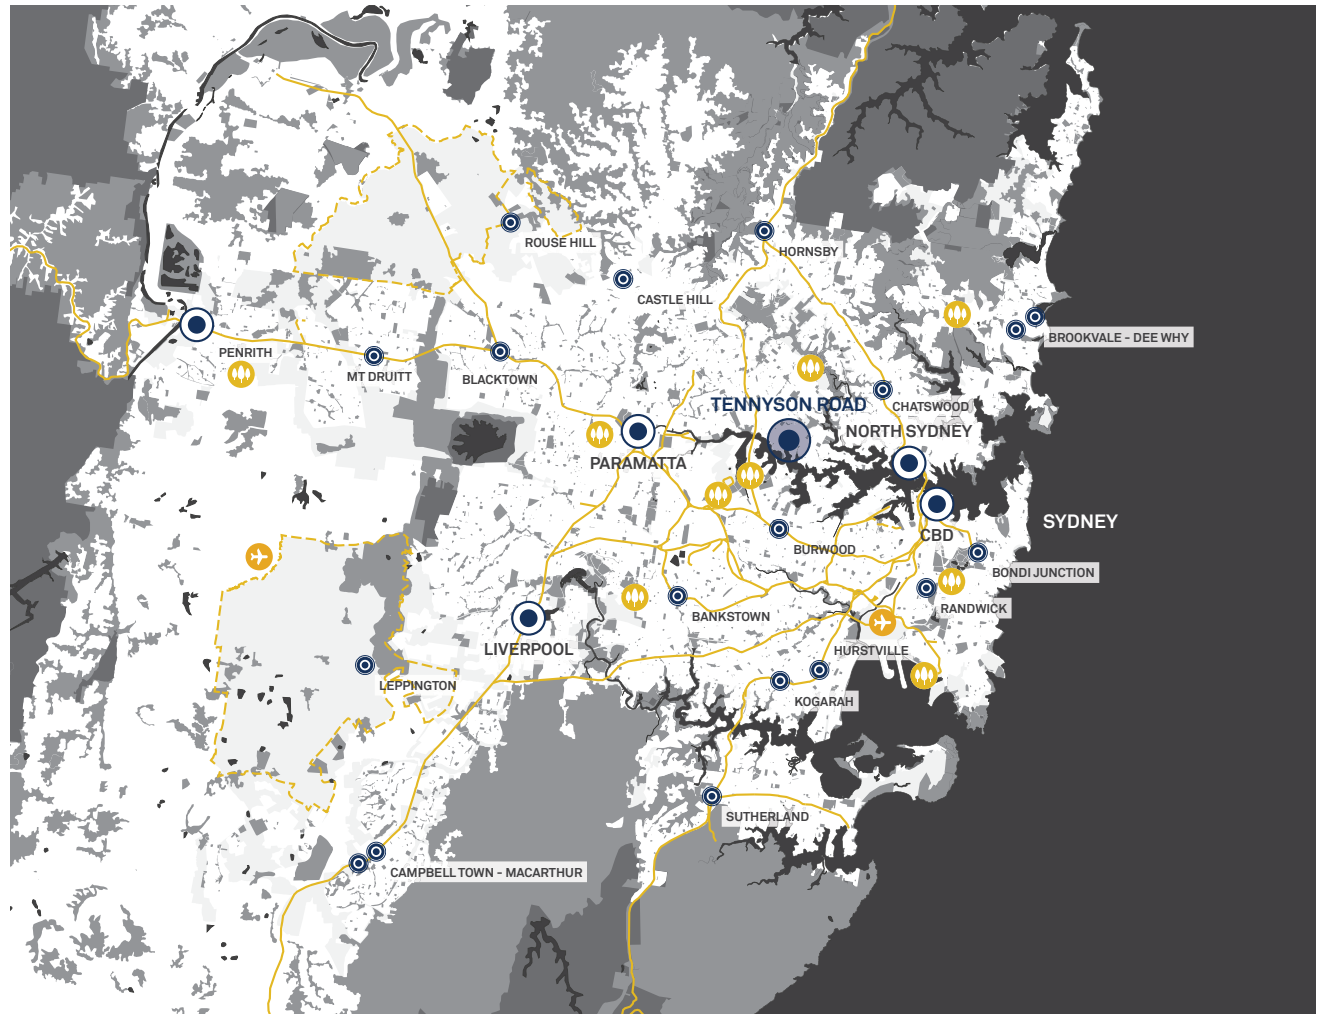 ROUSE HILL
HORNSBY
CASTLE HILL
BROOKVALE - DEE WHY
PENRITH
MT DRUITT
BLACKTOWN
TENNYSON ROAD
CHATSWOOD
NORTH SYDNEY
PARAMATTA
SYDNEY
CBD
BURWOOD
BONDI JUNCTION
RANDWICK
BANKSTOWN
LIVERPOOL
HURSTVILLE
LEPPINGTON
KOGARAH
SUTHERLAND
CAMPBELL TOWN - MACARTHUR